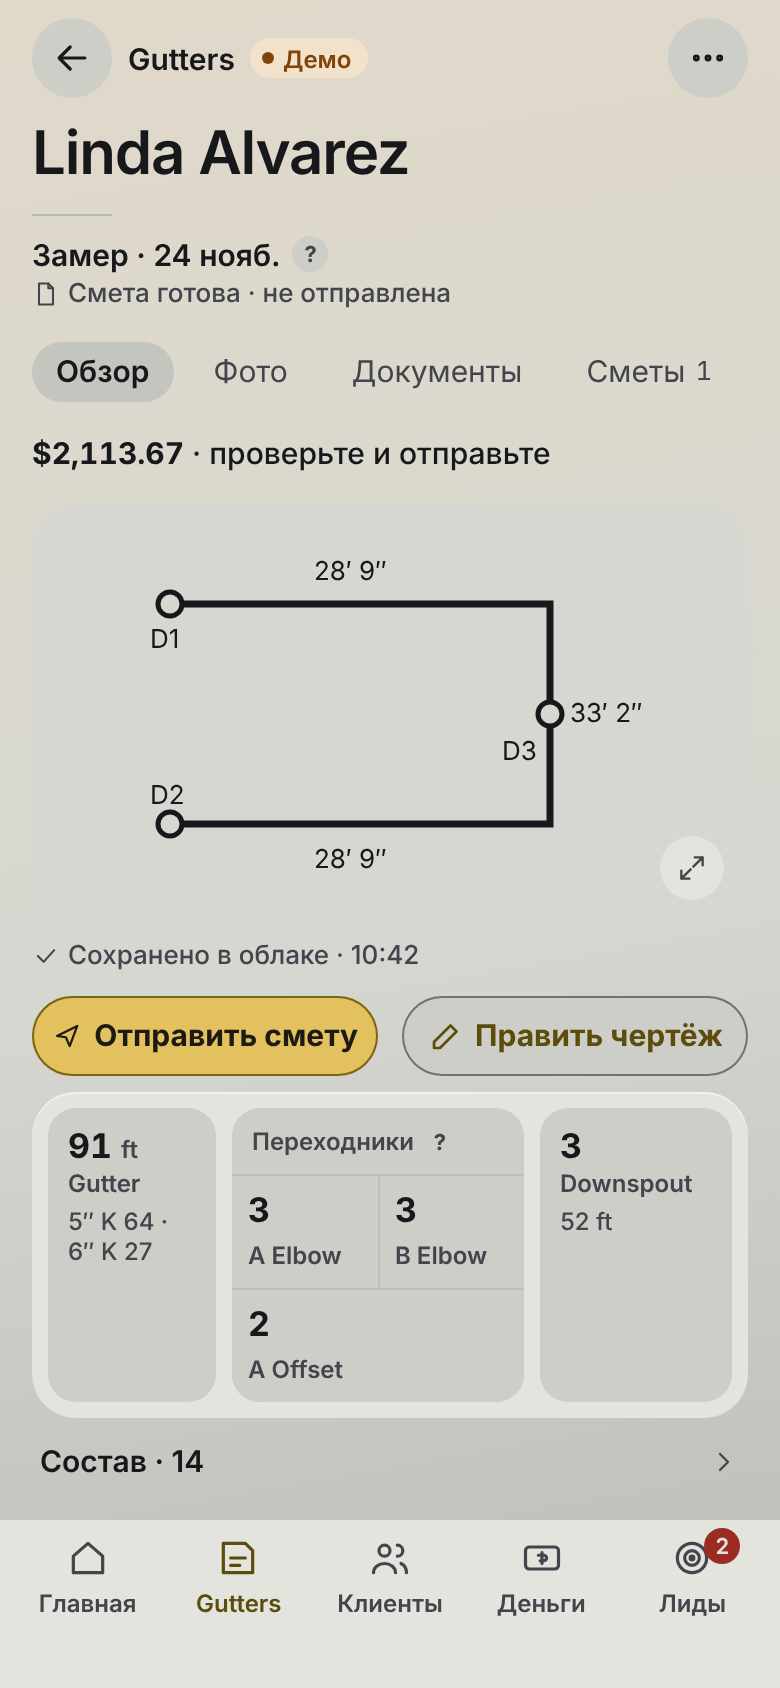 Gutters
Демо
Linda Alvarez
Замер · 24 нояб. ?
Смета готова · не отправлена
Обзор Фото Документы Сметы 1
$2,113.67 · проверьте и отправьте
28′ 9″
D1
33′ 2″
D3
D2
28′ 9″
Сохранено в облаке · 10:42
Отправить смету
Править чертёж
91 ft
Gutter
5″ K 64 ·
6″ K 27
Переходники ?
3
A Elbow
3
B Elbow
2
A Offset
3
Downspout
52 ft
Состав · 14
2
Главная Gutters Клиенты Деньги Лиды